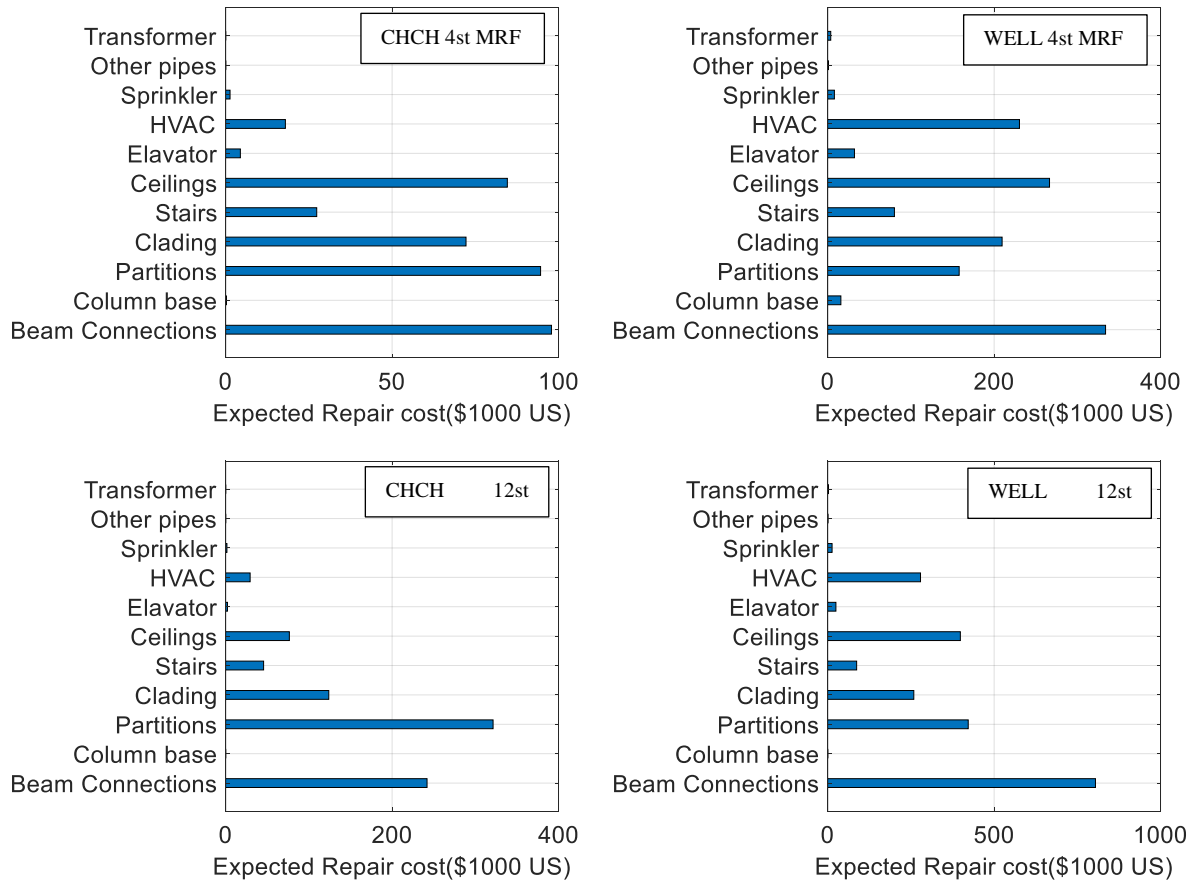 CHCH 4st MRF
Transformer
Other pipes
Sprinkler
HVAC
Elavator
Ceilings
Stairs
Clading
Partitions
Column base
Beam Connections
0 50 100
Expected Repair cost($1000 US)
WELL 4st MRF
Transformer
Other pipes
Sprinkler
HVAC
Elavator
Ceilings
Stairs
Clading
Partitions
Column base
Beam Connections
0 200 400
Expected Repair cost($1000 US)
CHCH 12st
Transformer
Other pipes
Sprinkler
HVAC
Elavator
Ceilings
Stairs
Clading
Partitions
Column base
Beam Connections
0 200 400
Expected Repair cost($1000 US)
WELL 12st
Transformer
Other pipes
Sprinkler
HVAC
Elavator
Ceilings
Stairs
Clading
Partitions
Column base
Beam Connections
0 500 1000
Expected Repair cost($1000 US)